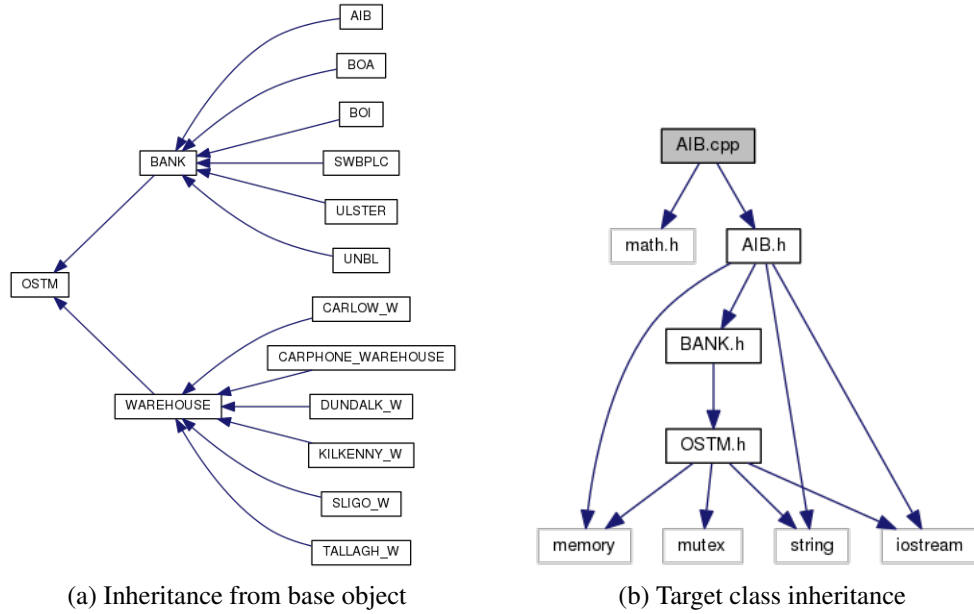 AIB
BOA
BOI
SWBPLC
ULSTER
UNBL
BANK
OSTM
CARLOW_W
CARPHONE_WAREHOUSE
WAREHOUSE
DUNDALK_W
KILKENNY_W
SLIGO_W
TALLAGH_W
(a) Inheritance from base object
AIB.cpp
math.h
AIB.h
BANK.h
OSTM.h
memory
mutex
string
iostream
(b) Target class inheritance